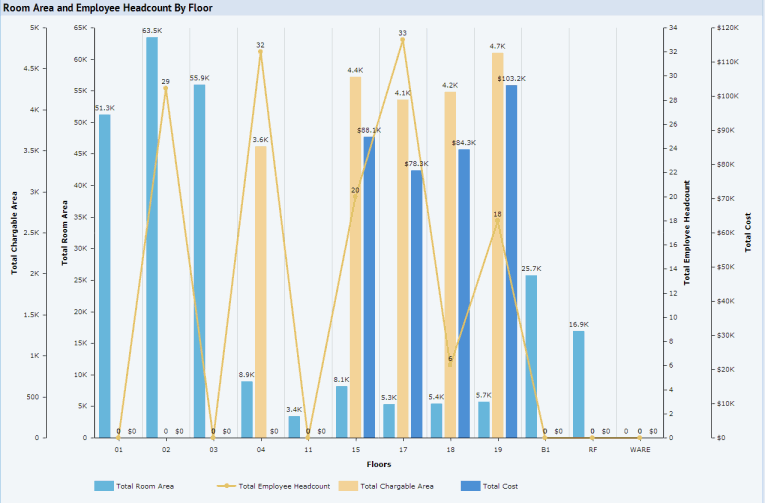 Room Area and Employee Headcount By Floor
5K
4.5K
4K
3.5K
3K
2.5K
2K
1.5K
1K
500
0
Total Chargable Area
65K
60K
55K
50K
45K
40K
35K
30K
25K
20K
15K
10K
5K
0
Total Room Area
51.3K
0
$0
63.5K
29
0
$0
55.9K
0
$0
8.9K
32
3.6K
$0
3.4K
0
$0
8.1K
20
4.4K
$88.1K
5.3K
33
4.1K
$78.3K
5.4K
6
4.2K
$84.3K
5.7K
18
4.7K
$103.2K
25.7K
0
$0
16.9K
0
$0
0
0
$0
34
32
30
28
26
24
22
20
18
16
14
12
10
8
6
4
2
0
Total Employee Headcount
$120K
$110K
$100K
$90K
$80K
$70K
$60K
$50K
$40K
$30K
$20K
$10K
$0
Total Cost
01 02 03 04 11 15 17 18 19 B1 RF WARE
Floors
Total Room Area Total Employee Headcount Total Chargable Area Total Cost